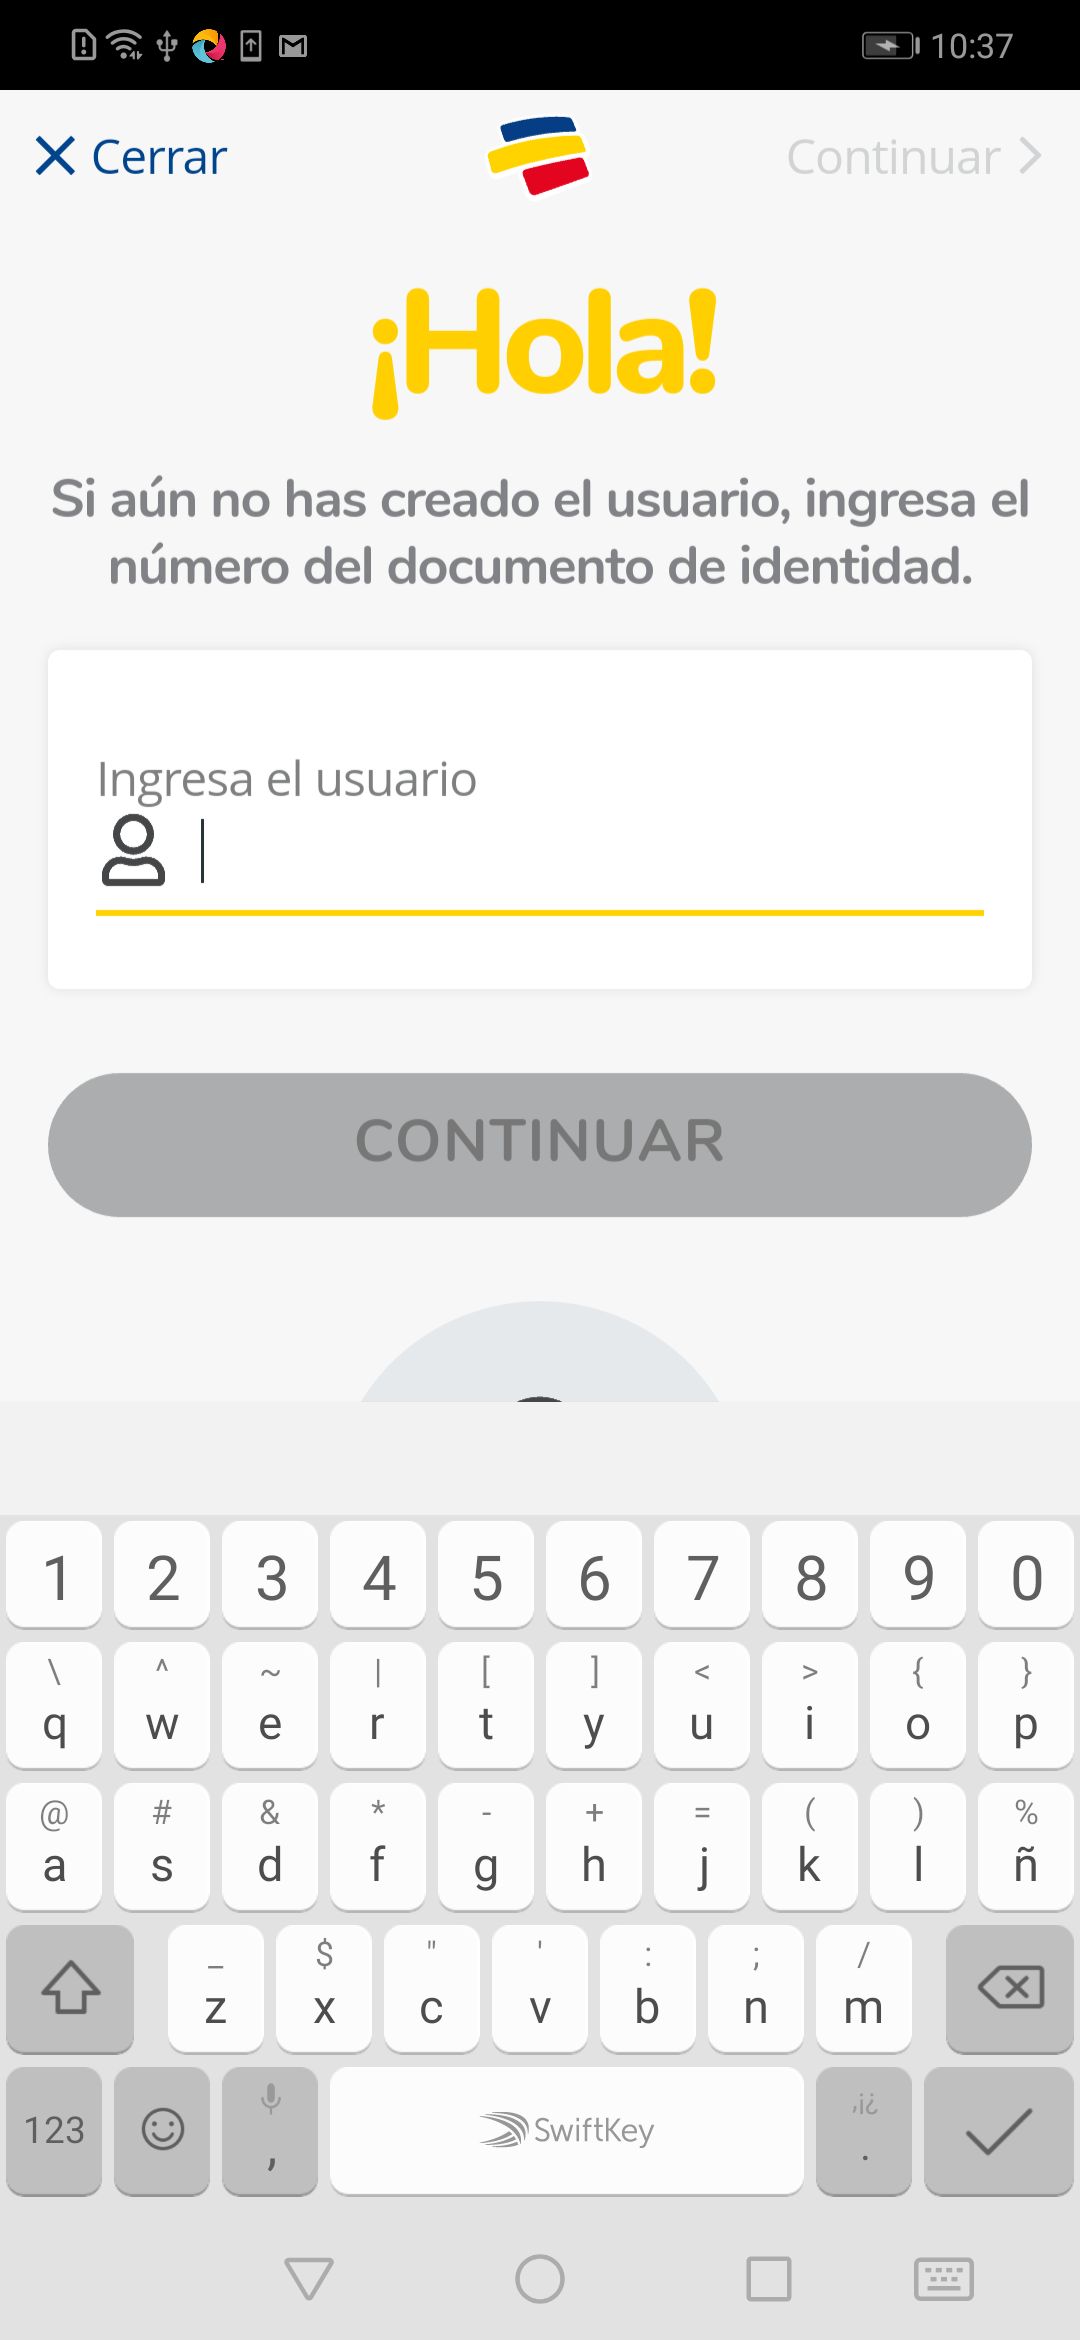 10:37
Cerrar
Continuar
¡Hola!
Si aún no has creado el usuario, ingresa el
número del documento de identidad.
Ingresa el usuario
CONTINUAR
1 2 3 4 5 6 7 8 9 0
\ ^ ~ | [ ] < > { }
q w e r t y u i o p
@ # & * - + = ( ) %
a s d f g h j k l ñ
_ $ " ' : ; /
z x c v b n m
123 , SwiftKey ,¡¿ .